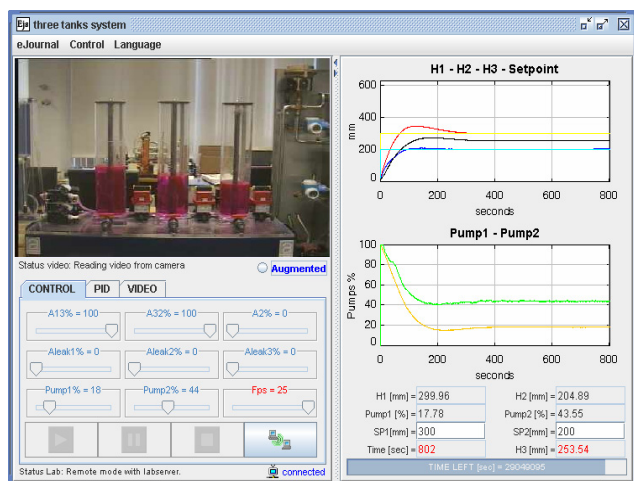 Ejs three tanks system
eJournal Control Language
Status video: Reading video from camera
Augmented
CONTROL PID VIDEO
A13% = 100 A32% = 100 A2% = 0
Aleak1% = 0 Aleak2% = 0 Aleak3% = 0
Pump1% = 18 Pump2% = 44 Fps = 25
Status Lab: Remote mode with labserver. connected
H1 - H2 - H3 - Setpoint
600
400
200
0
mm
0 200 400 600 800
seconds
Pump1 - Pump2
100
80
60
40
20
0
Pumps %
0 200 400 600 800
seconds
H1 [mm] = 299.96 H2 [mm] = 204.89
Pump1 [%] = 17.78 Pump2 [%] = 43.55
SP1[mm] = 300 SP2[mm] = 200
Time [sec] = 802 H3 [mm] = 253.54
TIME LEFT [sec] = 29049095